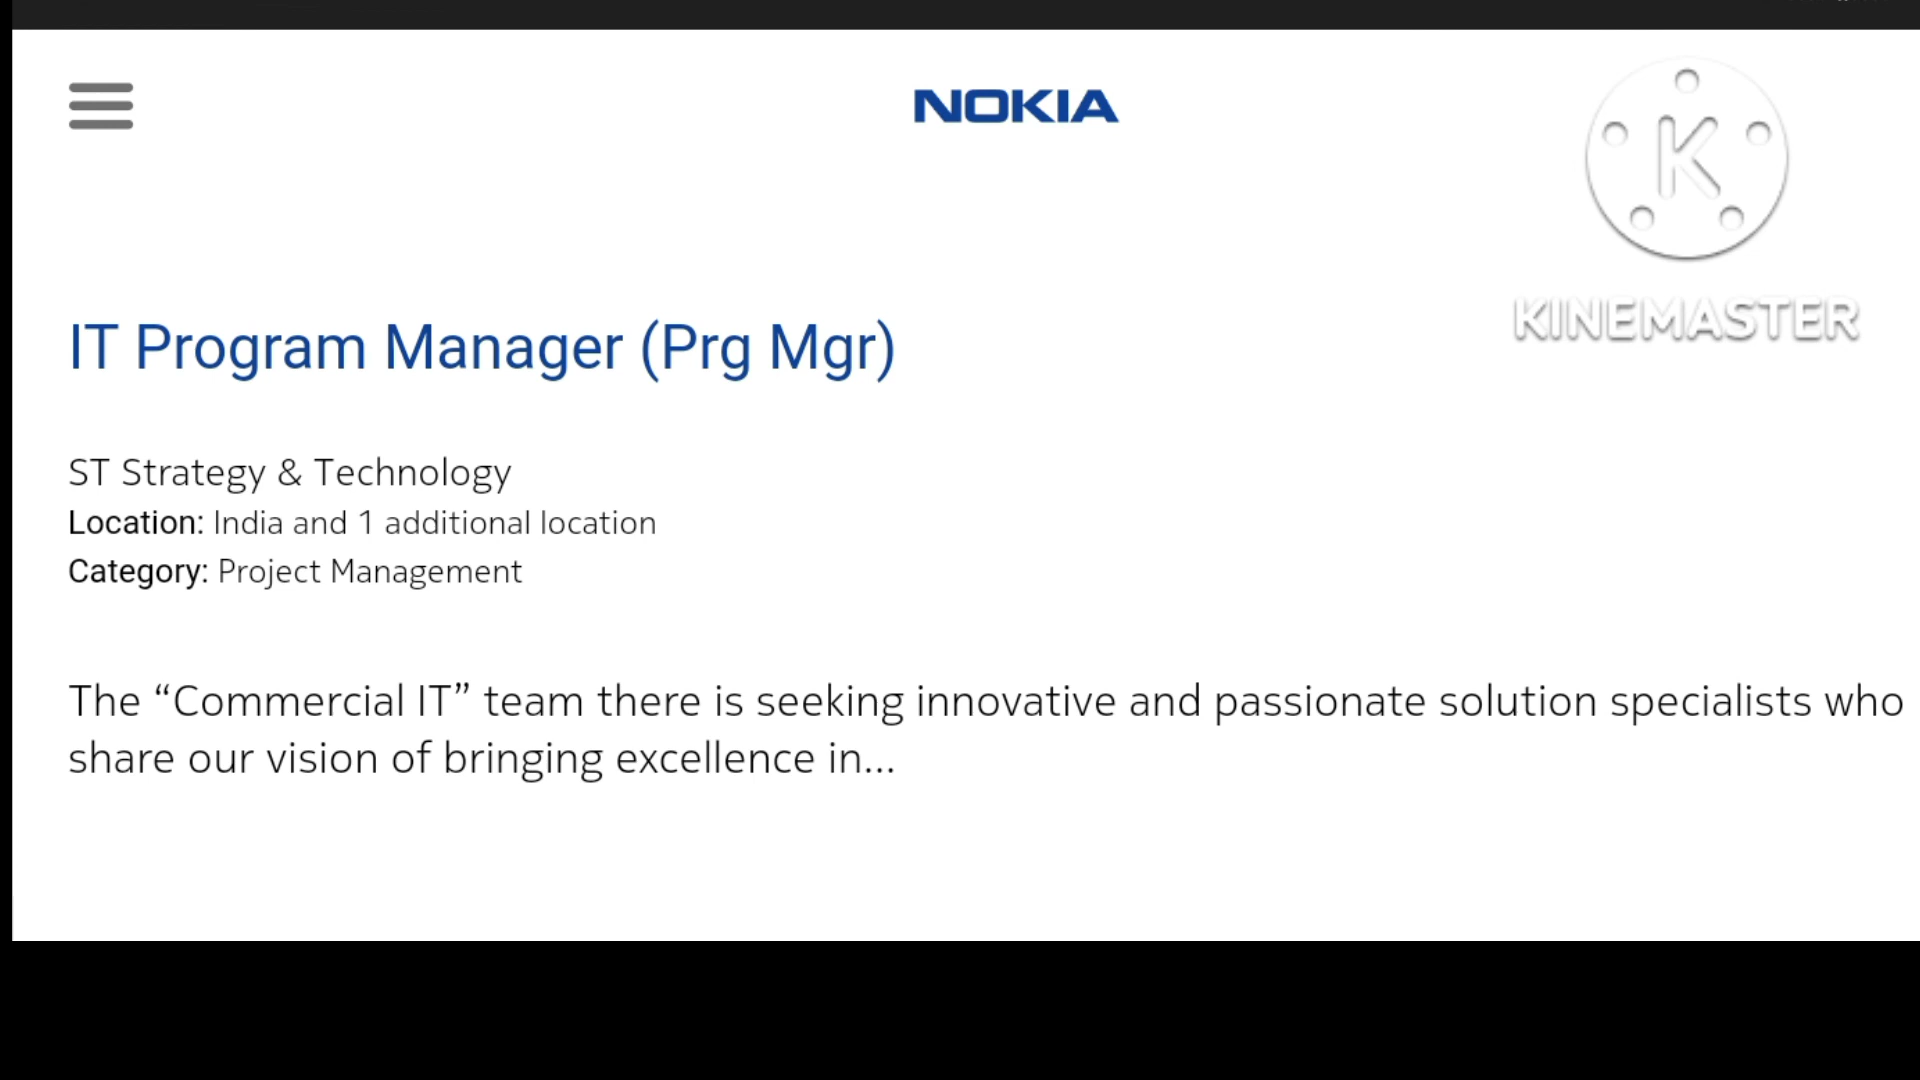 NOKIA
K
KINEMASTER
IT Program Manager (Prg Mgr)
ST Strategy & Technology
Location: India and 1 additional location
Category: Project Management
The “Commercial IT” team there is seeking innovative and passionate solution specialists who
share our vision of bringing excellence in...